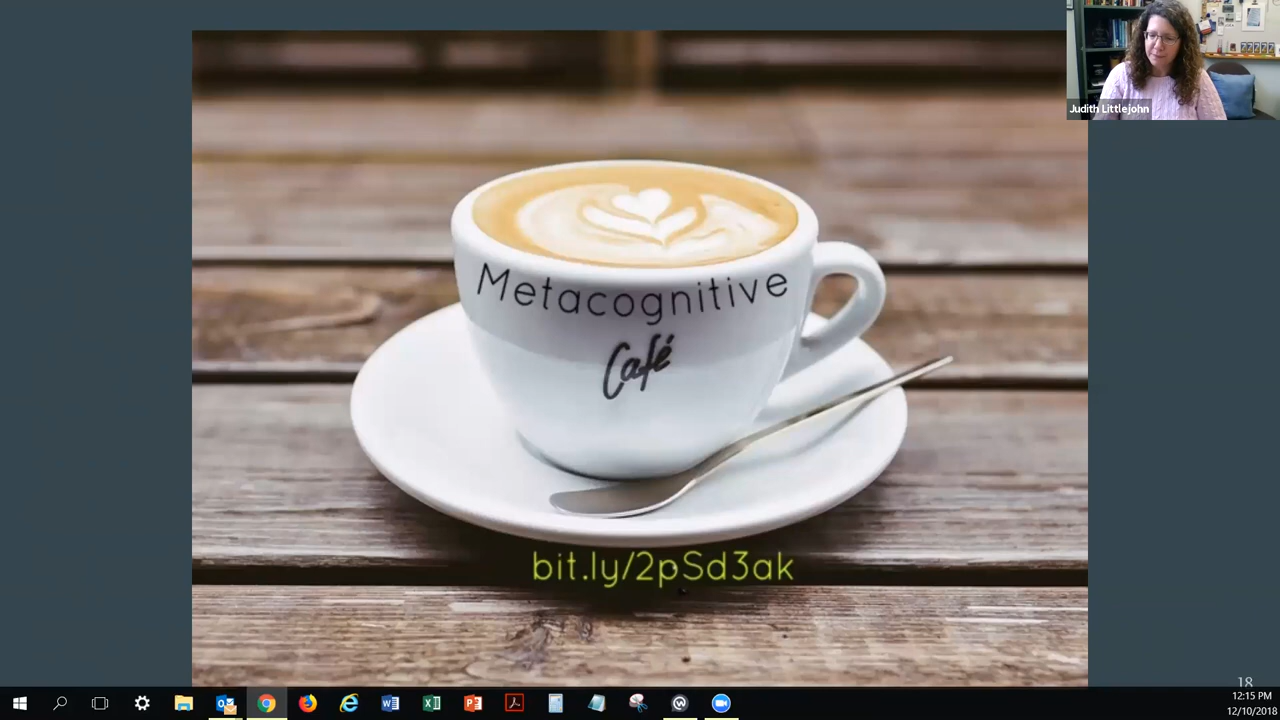 Judith Littlejohn
Metacognitive
Café
bit.ly/2pSd3ak
18
12:15 PM
12/10/2018